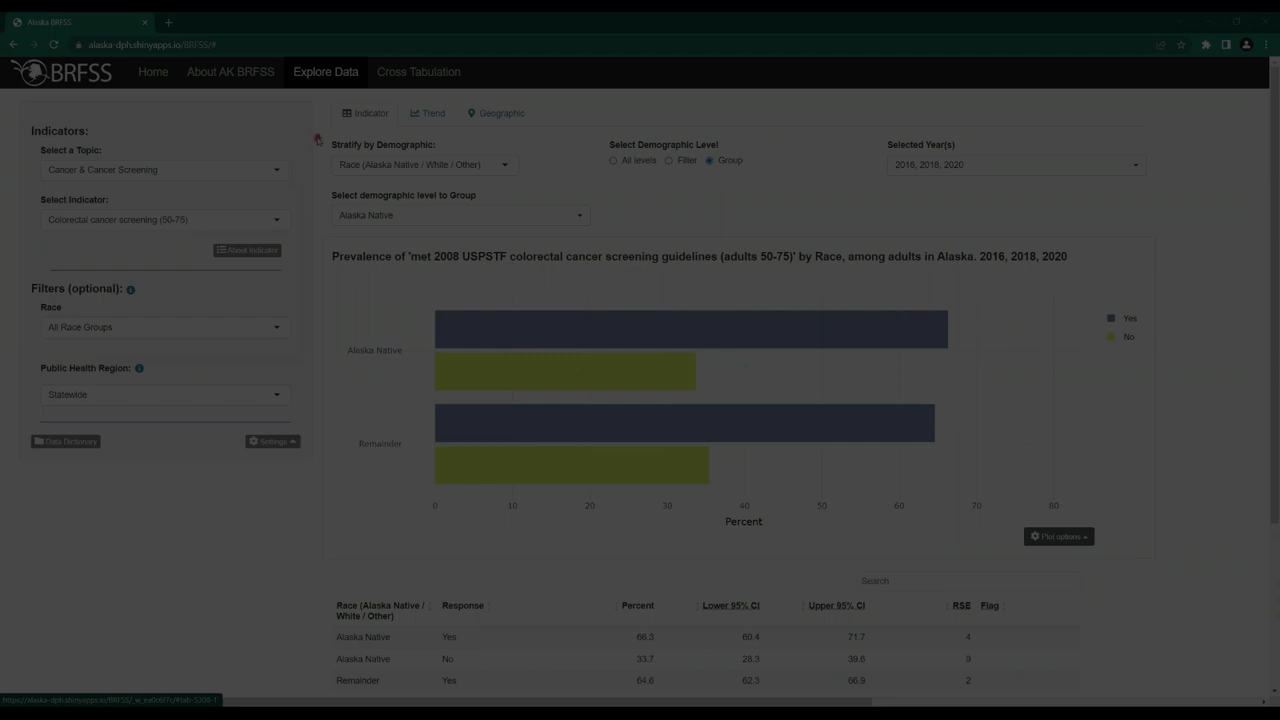 Alaska BRFSS
alaska-dph.shinyapps.io/BRFSS/#
BRFSS Home About AK BRFSS Explore Data Cross Tabulation
Indicators:
Select a Topic:
Cancer & Cancer Screening
Select Indicator:
Colorectal cancer screening (50-75)
About Indicator
Filters (optional):
Race
All Race Groups
Public Health Region:
Statewide
Data Dictionary Settings
Indicator Trend Geographic
Stratify by Demographic: Select Demographic Level Selected Year(s)
Race (Alaska Native / White / Other) All levels Filter Group 2016, 2018, 2020
Select demographic level to Group
Alaska Native
Prevalence of 'met 2008 USPSTF colorectal cancer screening guidelines (adults 50-75)' by Race, among adults in Alaska. 2016, 2018, 2020
Yes
No
Alaska Native
Remainder
0 10 20 30 40 50 60 70 80
Percent
Plot options
Search
Race (Alaska Native / White / Other) Response Percent Lower 95% CI Upper 95% CI RSE Flag
Alaska Native Yes 66.3 60.4 71.7 4
Alaska Native No 33.7 28.3 39.6 9
Remainder Yes 64.6 62.3 66.9 2